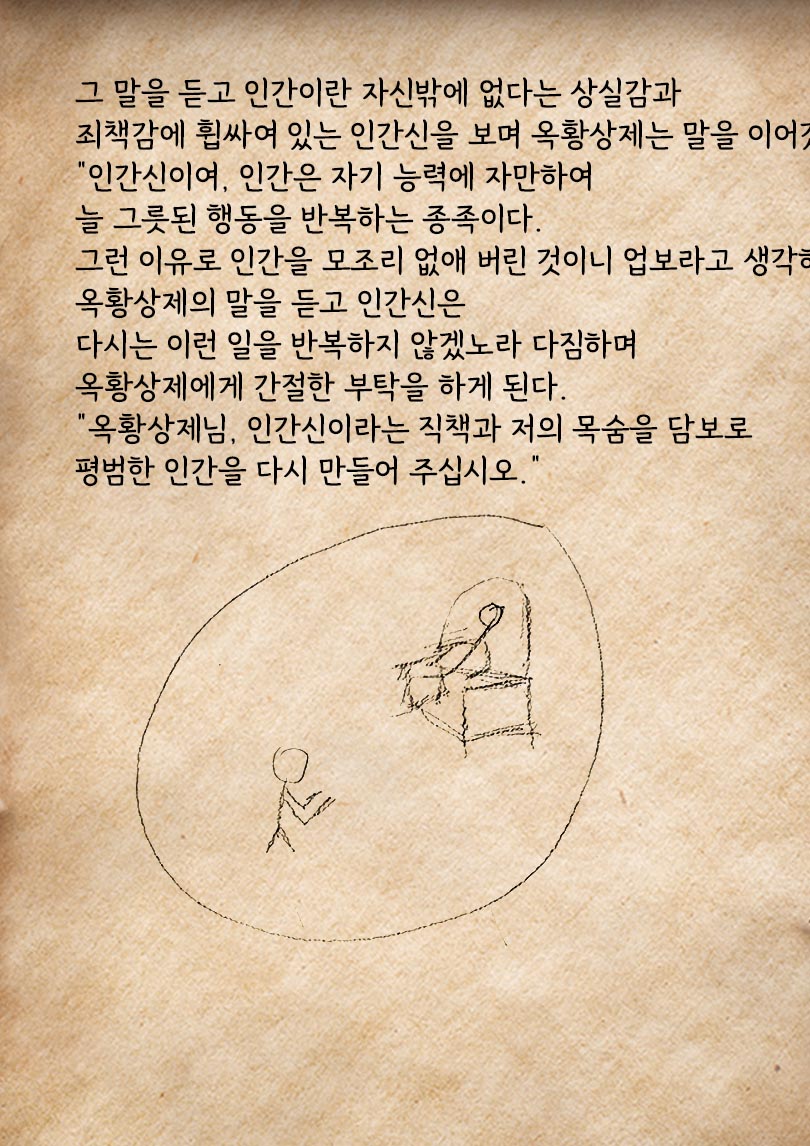 그 말을 듣고 인간이란 자신밖에 없다는 상실감과
죄책감에 휩싸여 있는 인간신을 보며 옥황상제는 말을
"인간신이여, 인간은 자기 능력에 자만하여
늘 그릇된 행동을 반복하는 종족이다.
그런 이유로 인간을 모조리 없애 버린 것이니 업보라고
옥황상제의 말을 듣고 인간신은
다시는 이런 일을 반복하지 않겠노라 다짐하며
옥황상제에게 간절한 부탁을 하게 된다.
"옥황상제님, 인간신이라는 직책과 저의 목숨을 담보로
평범한 인간을 다시 만들어 주십시오."